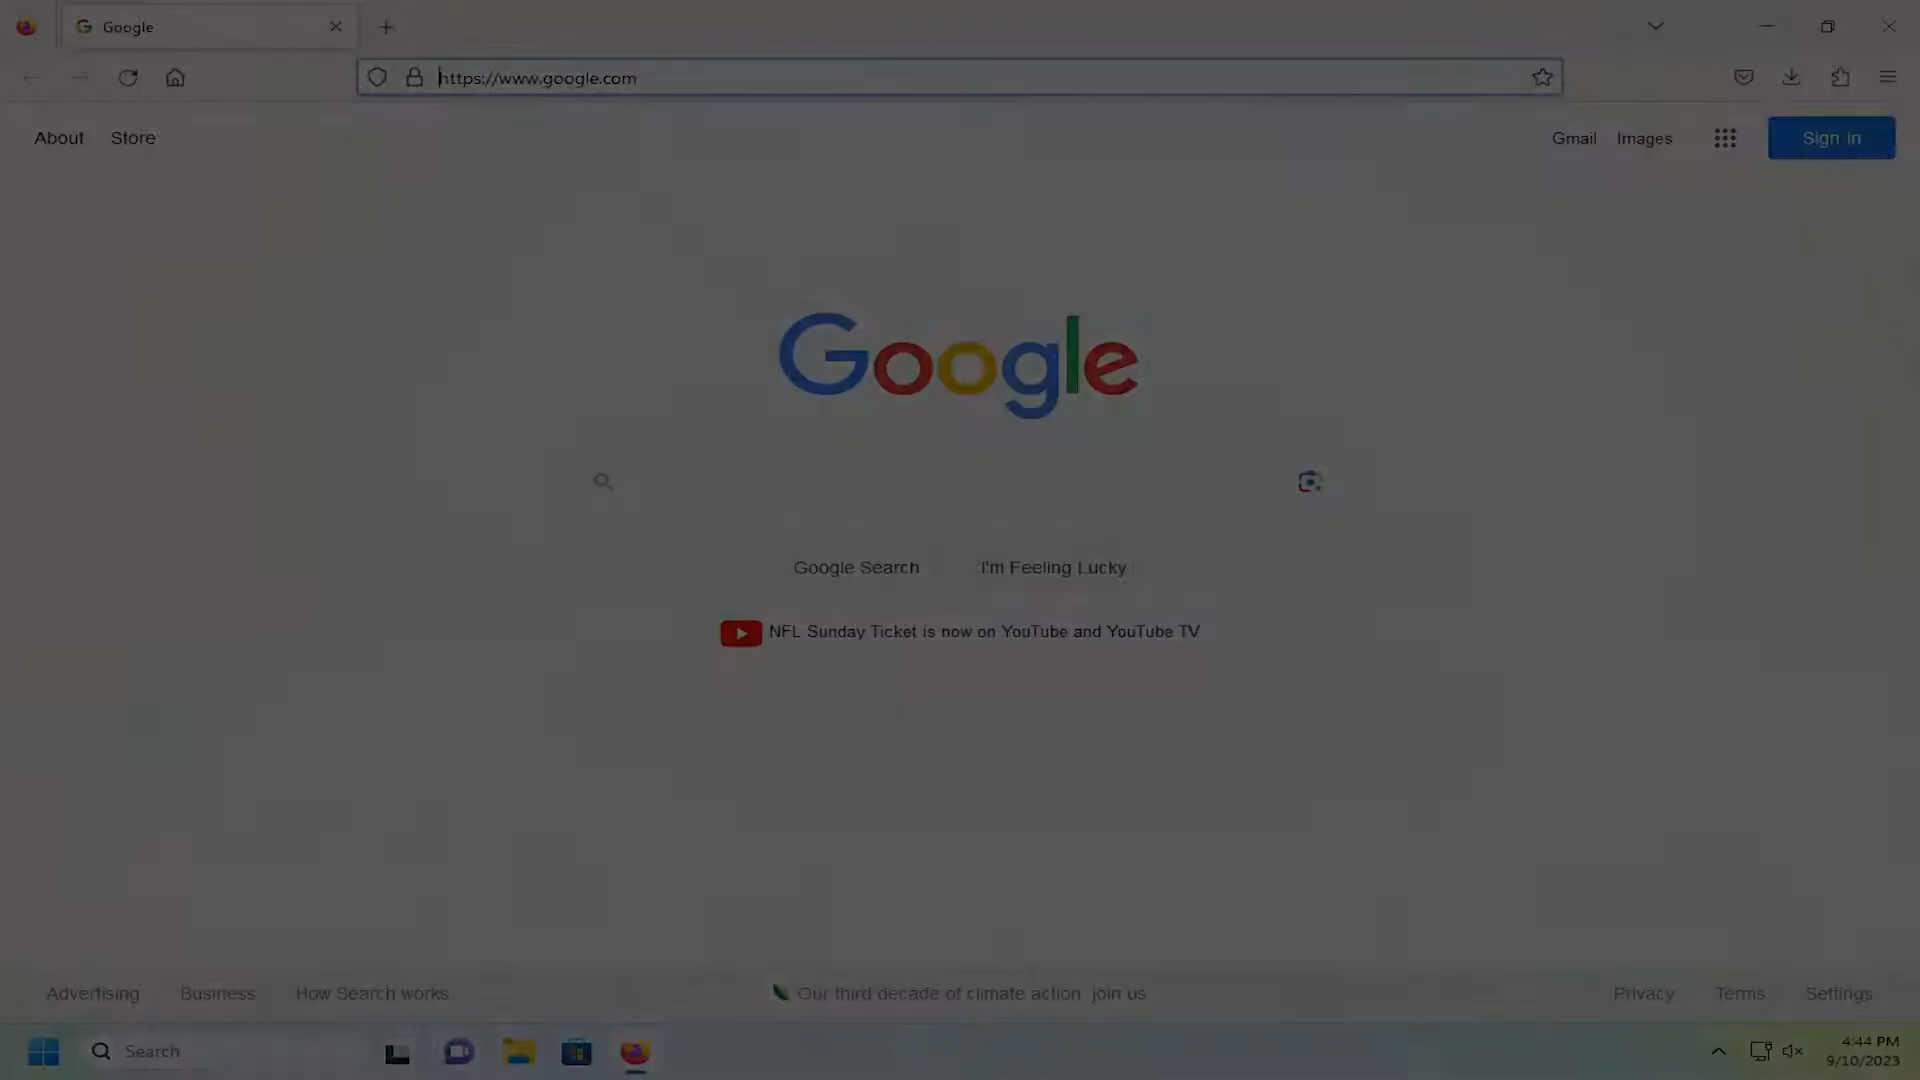 Google
https://www.google.com
About
Store
Gmail
Images
Sign in
Google
Google Search
I'm Feeling Lucky
NFL Sunday Ticket is now on YouTube and YouTube TV
Advertising
Business
How Search works
Our third decade of climate action join us
Privacy
Terms
Settings
Search
4:44 PM
9/10/2023